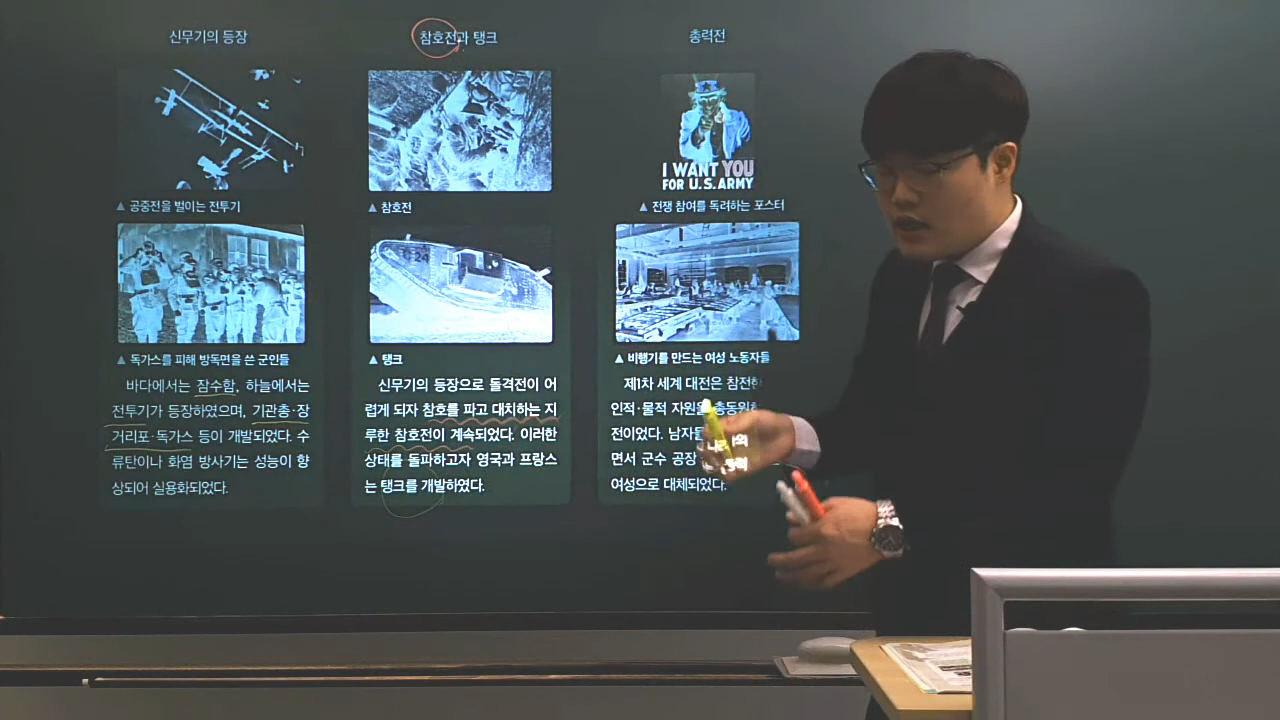 신무기의 등장
▲ 공중전을 벌이는 전투기
▲ 독가스를 피해 방독면을 쓴 군인들
바다에서는 잠수함, 하늘에서는
전투기가 등장하였으며, 기관총·장
거리포·독가스 등이 개발되었다. 수
류탄이나 화염 방사기는 성능이 향
상되어 실용화되었다.
참호전과 탱크
▲ 참호전
C 24
▲ 탱크
신무기의 등장으로 돌격전이 어
렵게 되자 참호를 파고 대치하는 지
루한 참호전이 계속되었다. 이러한
상태를 돌파하고자 영국과 프랑스
는 탱크를 개발하였다.
총력전
I WANT YOU
FOR U.S. ARMY
▲ 전쟁 참여를 독려하는 포스터
▲ 비행기를 만드는 여성 노동자들
제1차 세계 대전은 참전한
인적·물적 자원을 총동원
전이었다. 남자들
면서 군수 공장
여성으로 대체되었다.